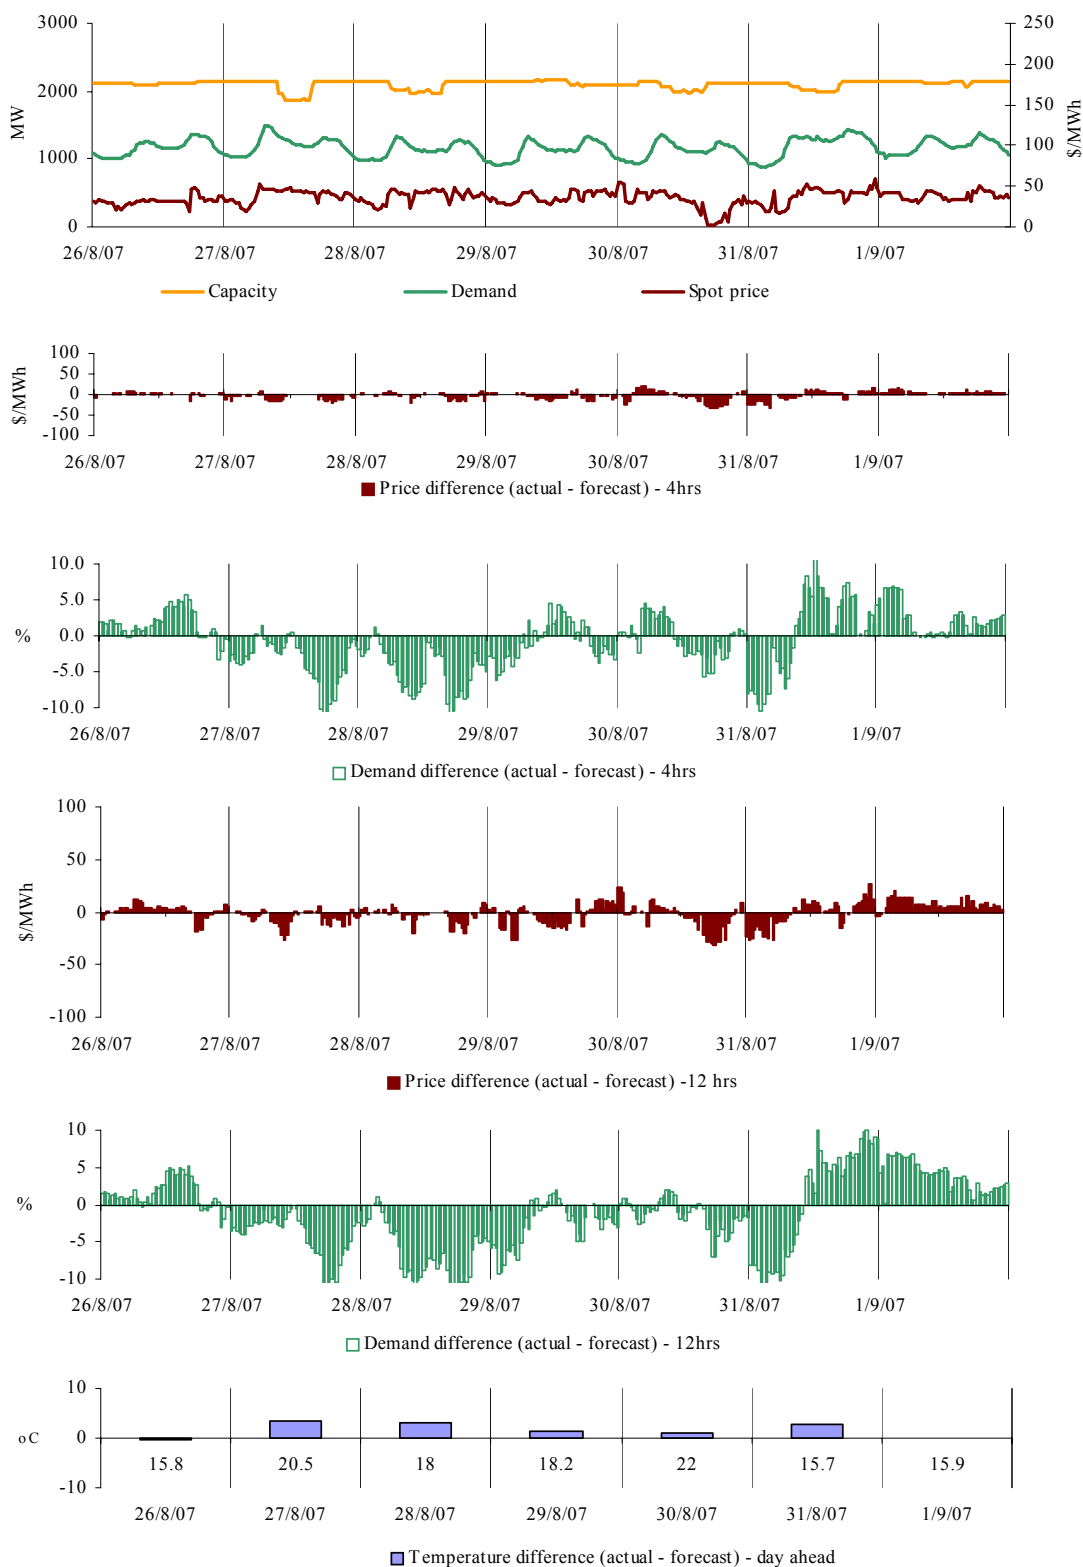 3000 250
200
2000 150
MW $/MWh
100
1000 50
0 0
26/8/07 27/8/07 28/8/07 29/8/07 30/8/07 31/8/07 1/9/07
Capacity Demand Spot price
100
50
$/MWh 0
-50
-100
26/8/07 27/8/07 28/8/07 29/8/07 30/8/07 31/8/07 1/9/07
Price difference (actual - forecast) - 4hrs
10.0
5.0
% 0.0
-5.0
-10.0
26/8/07 27/8/07 28/8/07 29/8/07 30/8/07 31/8/07 1/9/07
Demand difference (actual - forecast) - 4hrs
100
50
$/MWh 0
-50
-100
26/8/07 27/8/07 28/8/07 29/8/07 30/8/07 31/8/07 1/9/07
Price difference (actual - forecast) -12 hrs
10
5
% 0
-5
-10
26/8/07 27/8/07 28/8/07 29/8/07 30/8/07 31/8/07 1/9/07
Demand difference (actual - forecast) - 12hrs
10
o C 0
15.8 20.5 18 18.2 22 15.7 15.9
-10
26/8/07 27/8/07 28/8/07 29/8/07 30/8/07 31/8/07 1/9/07
Temperature difference (actual - forecast) - day ahead